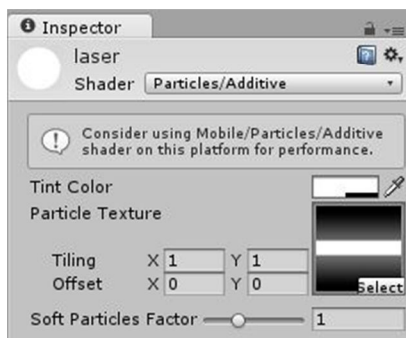 Inspector
laser
Shader Particles/Additive
Consider using Mobile/Particles/Additive
shader on this platform for performance.
Tint Color
Particle Texture
Tiling X 1 Y 1
Offset X 0 Y 0
Select
Soft Particles Factor 1